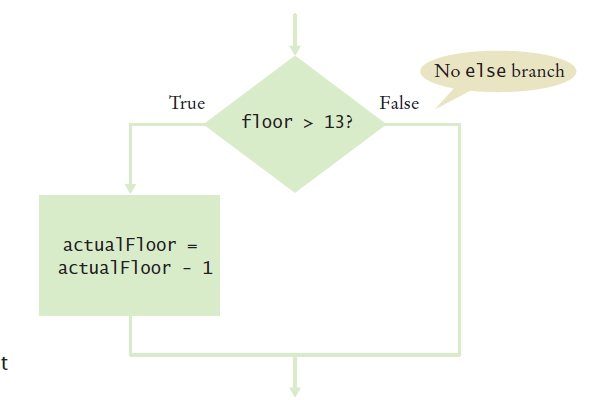 No else branch
True
False
floor > 13?
actualFloor =
actualFloor - 1
t